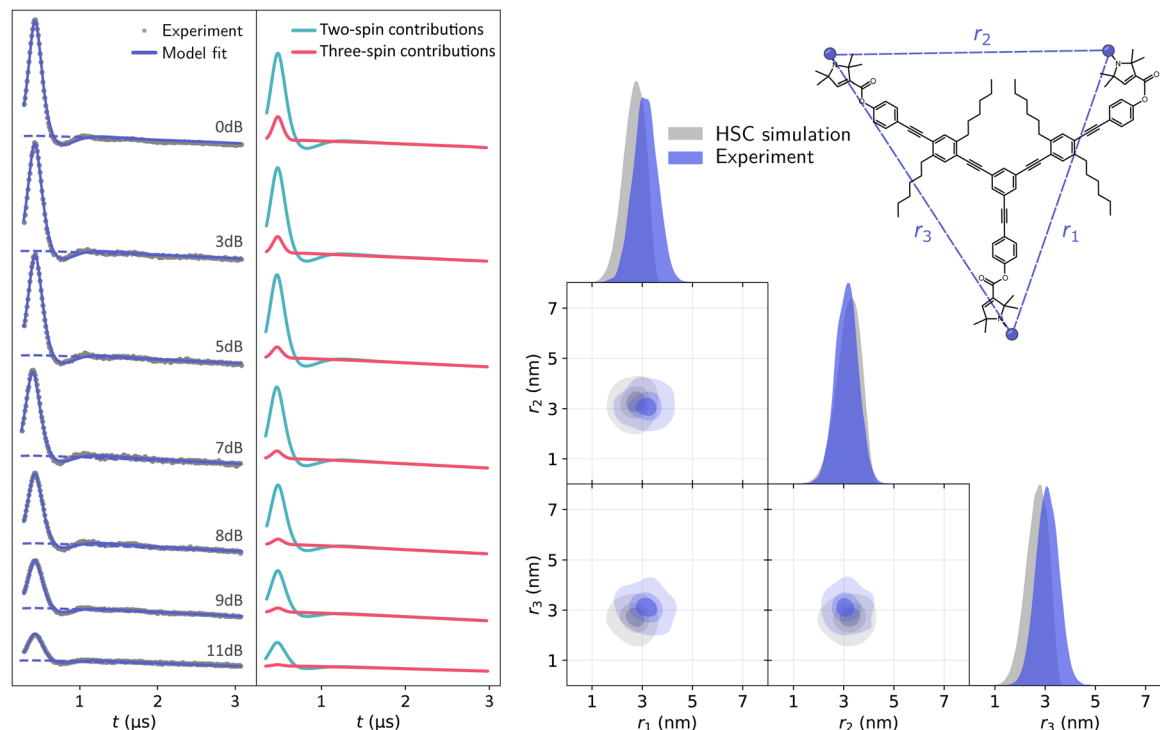 Experiment
Model fit
0dB
3dB
5dB
7dB
8dB
9dB
11dB
1 2 3
t (μs)
Two-spin contributions
Three-spin contributions
1 2 3
t (μs)
HSC simulation
Experiment
r2
r3
r1
N
O
O
N
O
O
O
O
N
7
5
3
1
r2 (nm)
7
5
3
1
r3 (nm)
1 3 5 7
r1 (nm)
1 3 5 7
r2 (nm)
1 3 5 7
r3 (nm)